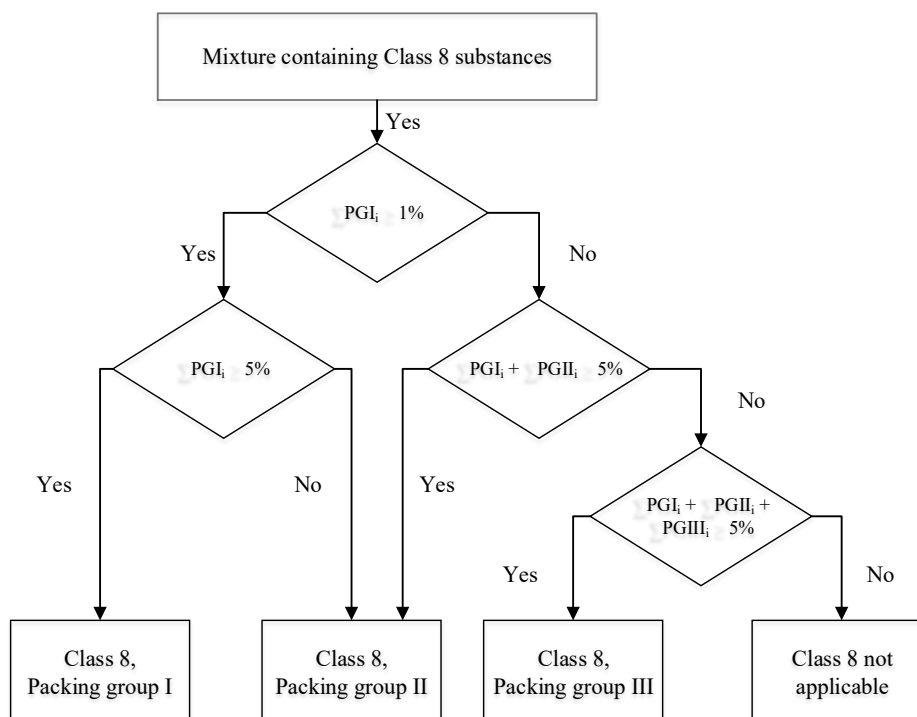 Mixture containing Class 8 substances
Yes
∑PGIᵢ ≥ 1%
Yes
No
∑PGIᵢ ≥ 5%
∑PGIᵢ + ∑PGIIᵢ ≥ 5%
No
Yes
No
Yes
∑PGIᵢ + ∑PGIIᵢ +
∑PGIIIᵢ ≥ 5%
Yes
No
Class 8,
Packing group I
Class 8,
Packing group II
Class 8,
Packing group III
Class 8 not
applicable